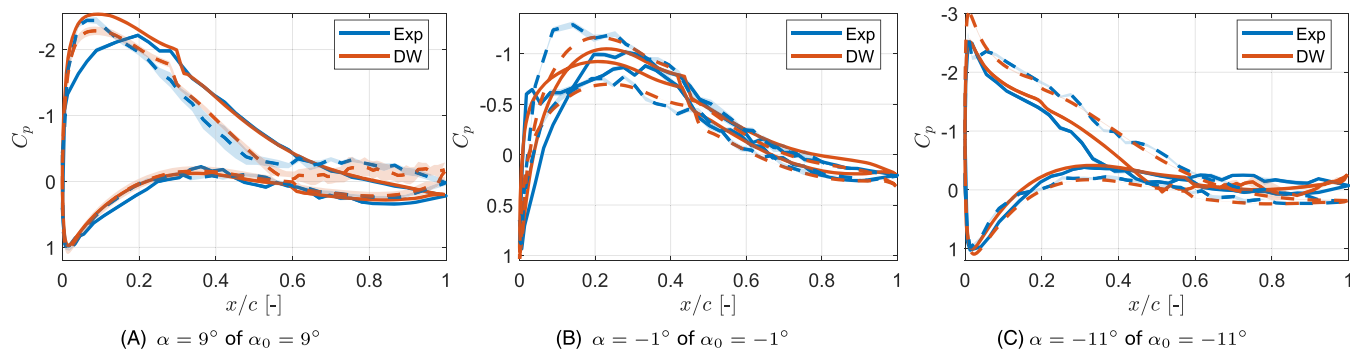 -2
-1
0
1
C_p
0
0.2
0.4
0.6
0.8
1
x/c [-]
Exp
DW
(A) α = 9° of α₀ = 9°
-1
-0.5
0
0.5
1
C_p
0
0.2
0.4
0.6
0.8
1
x/c [-]
Exp
DW
(B) α = −1° of α₀ = −1°
-3
-2
-1
0
1
C_p
0
0.2
0.4
0.6
0.8
1
x/c [-]
Exp
DW
(C) α = −11° of α₀ = −11°